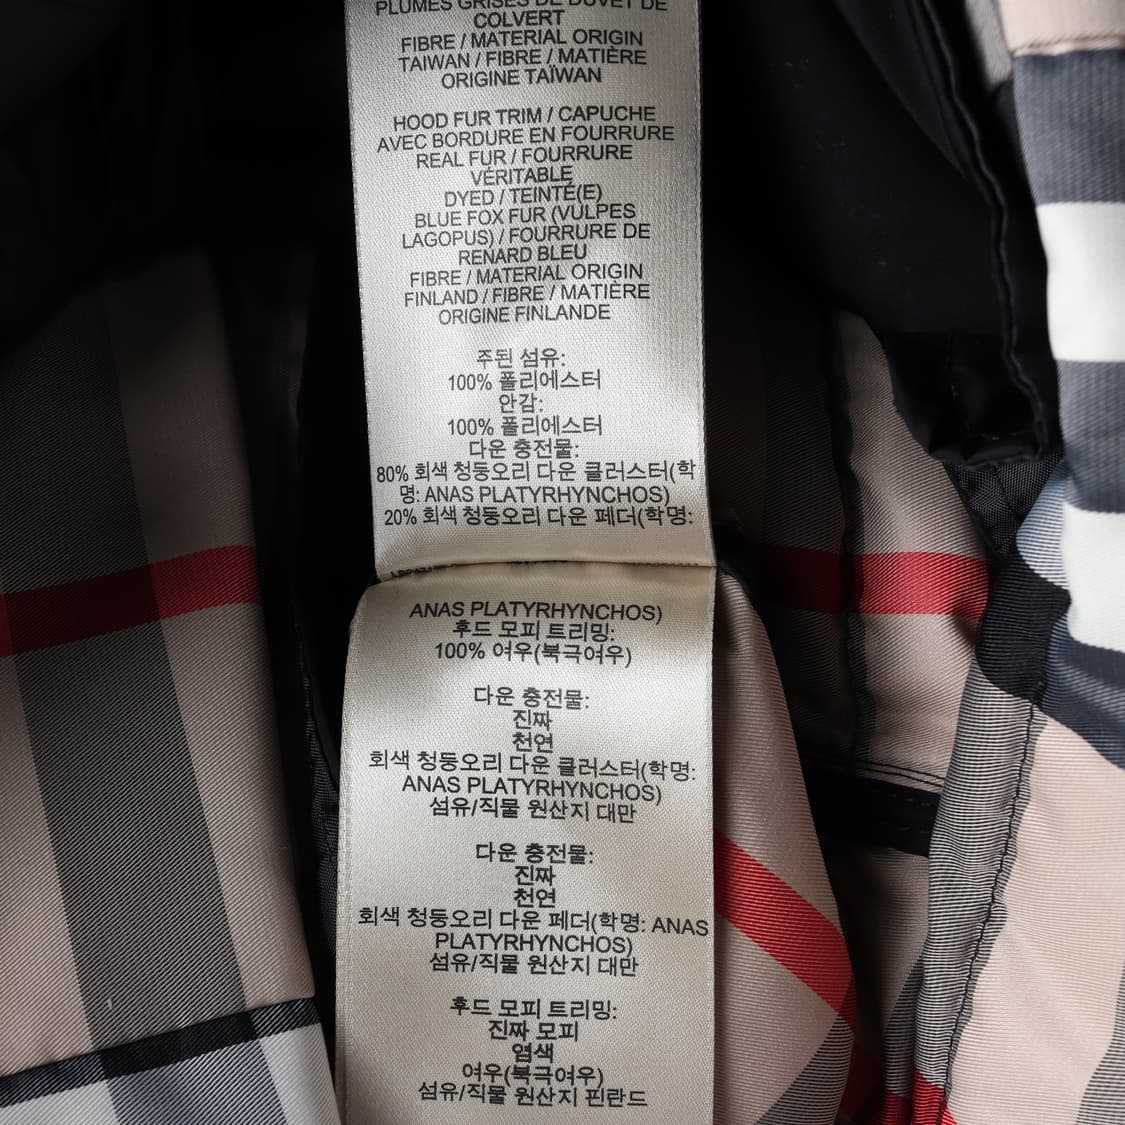 PLUMES GRISES DE DUVET DE
COLVERT
FIBRE / MATERIAL ORIGIN
TAIWAN / FIBRE / MATIÈRE
ORIGINE TAÏWAN
HOOD FUR TRIM / CAPUCHE
AVEC BORDURE EN FOURRURE
REAL FUR / FOURRURE
VÉRITABLE
DYED / TEINTÉ(E)
BLUE FOX FUR (VULPES
LAGOPUS) / FOURRURE DE
RENARD BLEU
FIBRE / MATERIAL ORIGIN
FINLAND / FIBRE / MATIÈRE
ORIGINE FINLANDE
주된 섬유:
100% 폴리에스터
안감:
100% 폴리에스터
다운 충전물:
80% 회색 청둥오리 다운 클러스터(학
명: ANAS PLATYRHYNCHOS)
20% 회색 청둥오리 다운 페더(학명:
ANAS PLATYRHYNCHOS)
후드 모피 트리밍:
100% 여우(북극여우)
다운 충전물:
진짜
천연
회색 청둥오리 다운 클러스터(학명:
ANAS PLATYRHYNCHOS)
섬유/직물 원산지 대만
다운 충전물:
진짜
천연
회색 청둥오리 다운 페더(학명: ANAS
PLATYRHYNCHOS)
섬유/직물 원산지 대만
후드 모피 트리밍:
진짜 모피
염색
여우(북극여우)
섬유/직물 원산지 핀란드